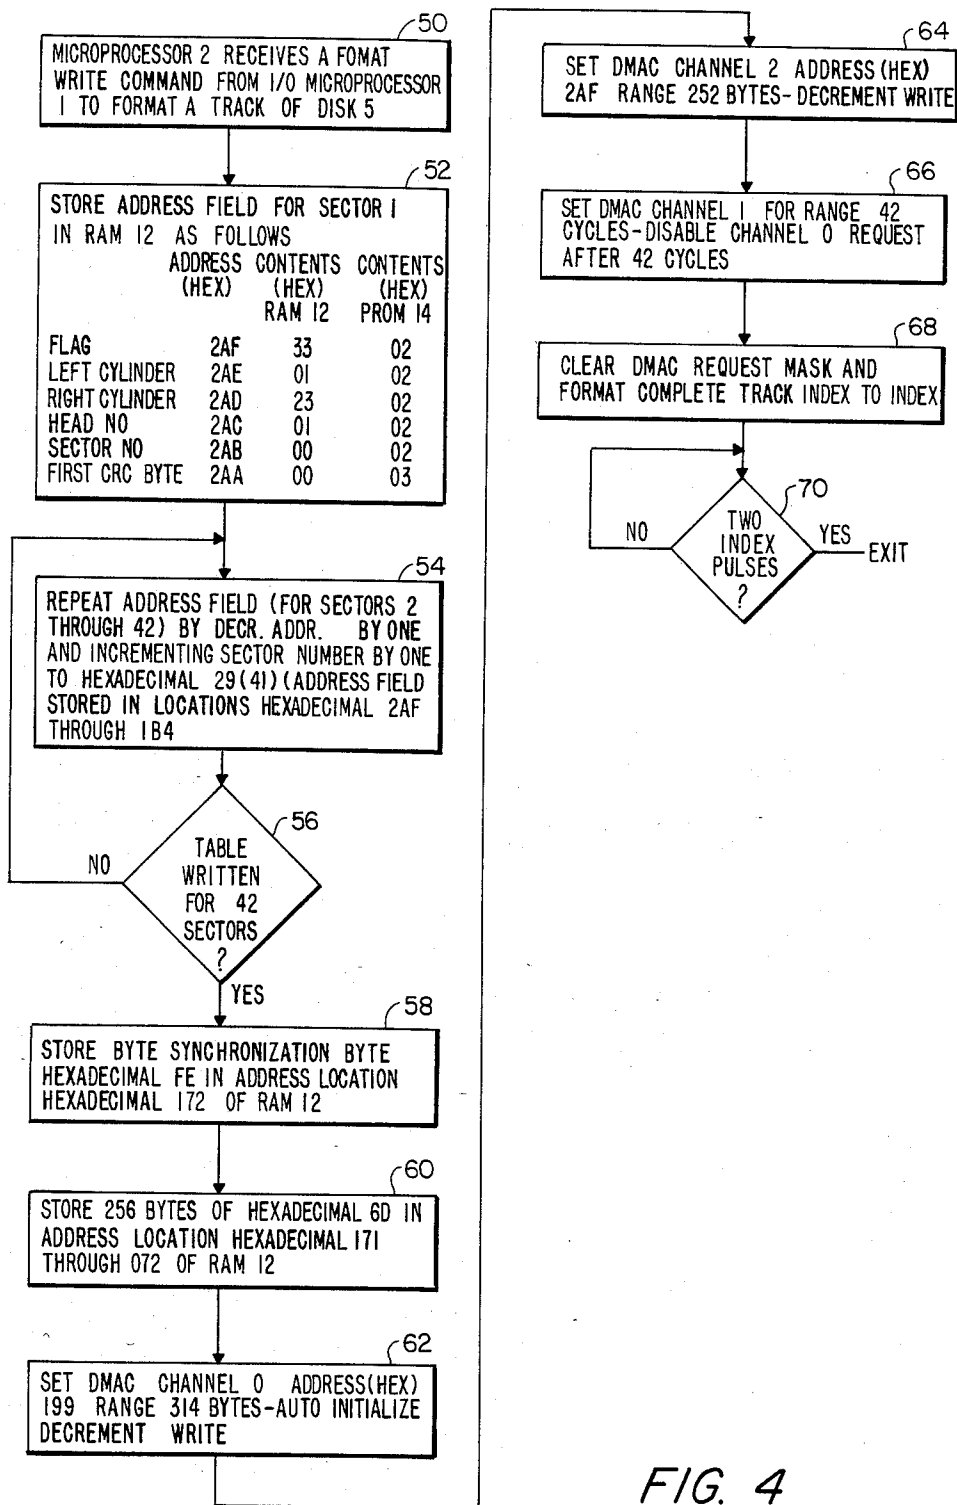 50
MICROPROCESSOR 2 RECEIVES A FOMAT
WRITE COMMAND FROM I/O MICROPROCESSOR
1 TO FORMAT A TRACK OF DISK 5
52
STORE ADDRESS FIELD FOR SECTOR 1
IN RAM 12 AS FOLLOWS
ADDRESS CONTENTS CONTENTS
(HEX) (HEX) (HEX)
RAM 12 PROM 14
FLAG 2AF 33 02
LEFT CYLINDER 2AE 01 02
RIGHT CYLINDER 2AD 23 02
HEAD NO 2AC 01 02
SECTOR NO 2AB 00 02
FIRST CRC BYTE 2AA 00 03
54
REPEAT ADDRESS FIELD (FOR SECTORS 2
THROUGH 42) BY DECR. ADDR. BY ONE
AND INCREMENTING SECTOR NUMBER BY ONE
TO HEXADECIMAL 29(41)(ADDRESS FIELD
STORED IN LOCATIONS HEXADECIMAL 2AF
THROUGH 1B4
56
TABLE
WRITTEN
FOR 42
SECTORS
?
NO
YES
58
STORE BYTE SYNCHRONIZATION BYTE
HEXADECIMAL FE IN ADDRESS LOCATION
HEXADECIMAL 172 OF RAM 12
60
STORE 256 BYTES OF HEXADECIMAL 6D IN
ADDRESS LOCATION HEXADECIMAL 171
THROUGH 072 OF RAM 12
62
SET DMAC CHANNEL 0 ADDRESS(HEX)
199 RANGE 314 BYTES-AUTO INITIALIZE
DECREMENT WRITE
64
SET DMAC CHANNEL 2 ADDRESS(HEX)
2AF RANGE 252 BYTES-DECREMENT WRITE
66
SET DMAC CHANNEL 1 FOR RANGE 42
CYCLES-DISABLE CHANNEL 0 REQUEST
AFTER 42 CYCLES
68
CLEAR DMAC REQUEST MASK AND
FORMAT COMPLETE TRACK INDEX TO INDEX
70
TWO
INDEX
PULSES
?
NO
YES
EXIT
FIG. 4